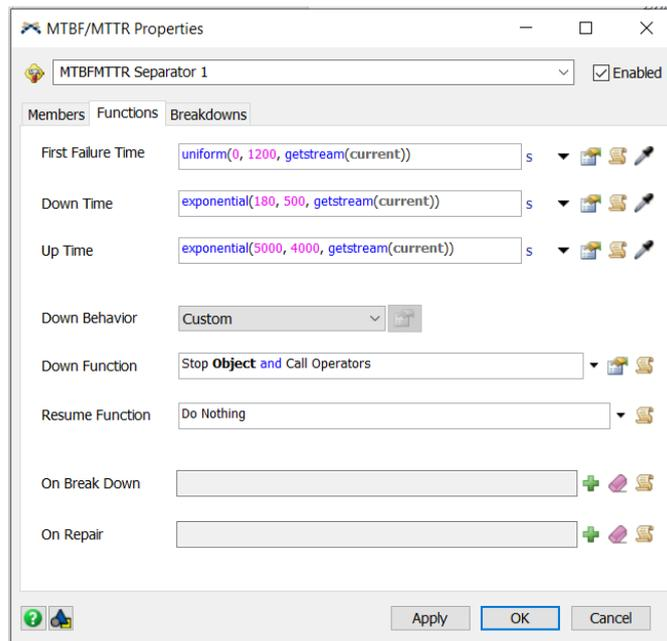 MTBF/MTTR Properties
MTBFMTTR Separator 1
Enabled
Members Functions Breakdowns
First Failure Time uniform(0, 1200, getstream(current)) s
Down Time exponential(180, 500, getstream(current)) s
Up Time exponential(5000, 4000, getstream(current)) s
Down Behavior Custom
Down Function Stop Object and Call Operators
Resume Function Do Nothing
On Break Down
On Repair
Apply OK Cancel